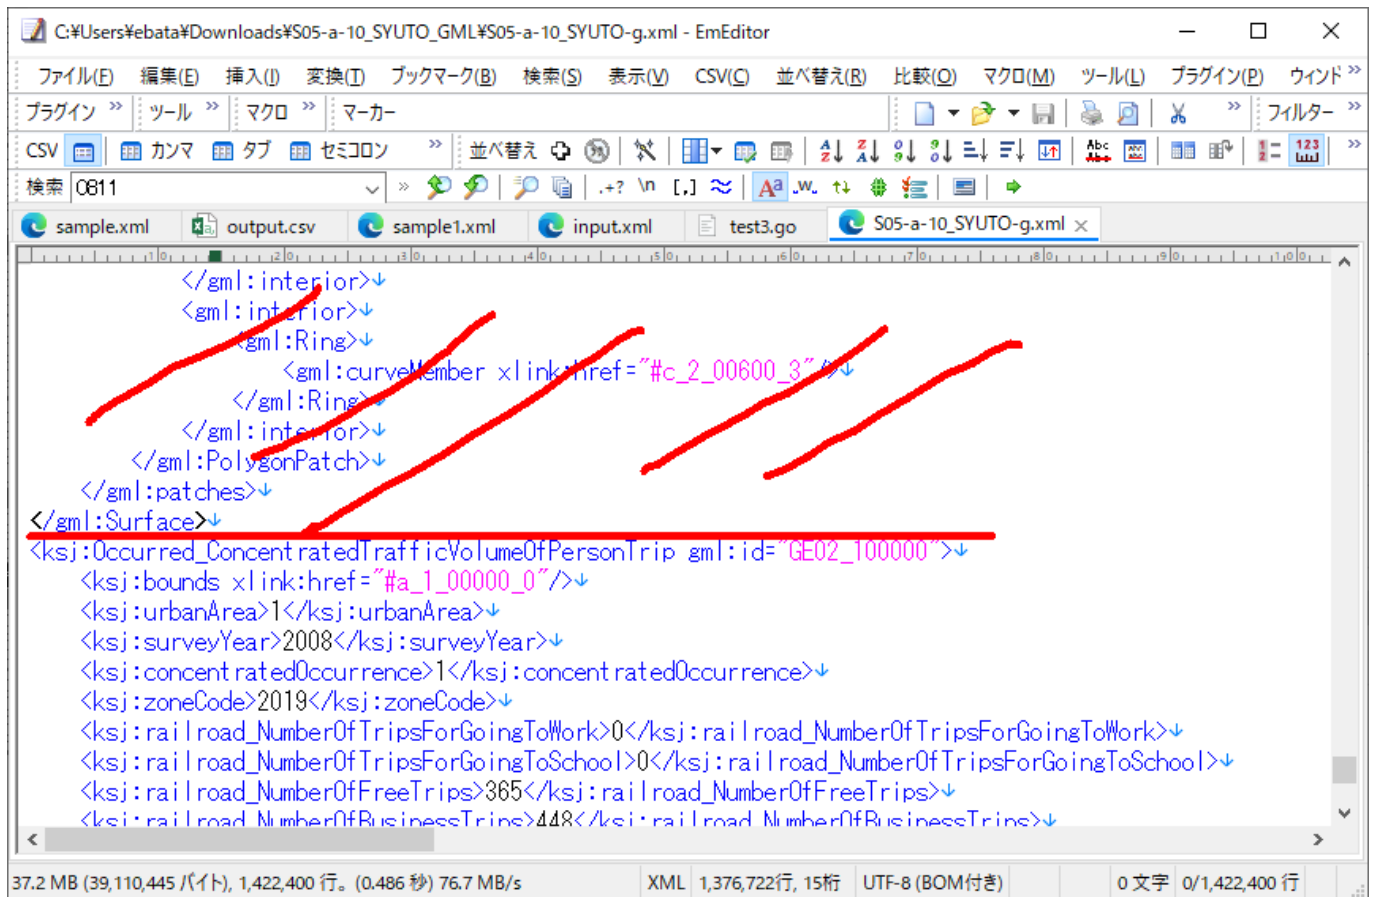 C:¥Users¥ebata¥Downloads¥S05-a-10_SYUTO_GML¥S05-a-10_SYUTO-g.xml - EmEditor
ファイル(F) 編集(E) 挿入(I) 変換(T) ブックマーク(B) 検索(S) 表示(V) CSV(C) 並べ替え(R) 比較(O) マクロ(M) ツール(L) プラグイン(P) ウィンド »
プラグイン » ツール » マクロ » マーカー » フィルター »
CSV カンマ タブ セミコロン » 並べ替え »
検索 0811 »
sample.xml output.csv sample1.xml input.xml test3.go S05-a-10_SYUTO-g.xml ×
</gml:interior>↓
<gml:interior>↓
<gml:Ring>↓
<gml:curveMember xlink:href="#c_2_00600_3"/>↓
</gml:Ring>↓
</gml:interior>↓
</gml:PolygonPatch>↓
</gml:patches>↓
</gml:Surface>↓
<ksj:Occurred_ConcentratedTrafficVolumeOfPersonTrip gml:id="GE02_100000">↓
<ksj:bounds xlink:href="#a_1_00000_0"/>↓
<ksj:urbanArea>1</ksj:urbanArea>↓
<ksj:surveyYear>2008</ksj:surveyYear>↓
<ksj:concentratedOccurrence>1</ksj:concentratedOccurrence>↓
<ksj:zoneCode>2019</ksj:zoneCode>↓
<ksj:railroad_NumberOfTripsForGoingToWork>0</ksj:railroad_NumberOfTripsForGoingToWork>↓
<ksj:railroad_NumberOfTripsForGoingToSchool>0</ksj:railroad_NumberOfTripsForGoingToSchool>↓
<ksj:railroad_NumberOfFreeTrips>365</ksj:railroad_NumberOfFreeTrips>↓
<ksj:railroad_NumberOfBusinessTrips>448</ksj:railroad_NumberOfBusinessTrips>↓
37.2 MB (39,110,445 バイト), 1,422,400 行。(0.486 秒) 76.7 MB/s XML 1,376,722行, 15桁 UTF-8 (BOM付き) 0 文字 0/1,422,400 行